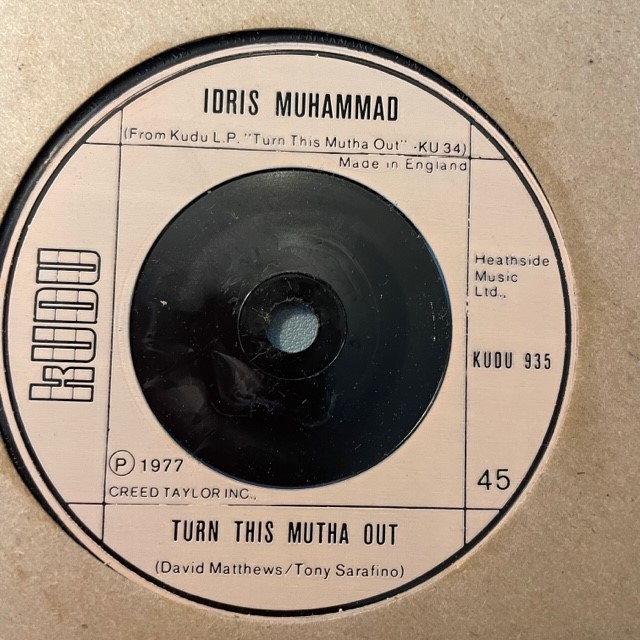 IDRIS MUHAMMAD
(From Kudu L.P. "Turn This Mutha Out" -KU 34)
Made in England
KUDU
Heathside
Music
Ltd.,
KUDU 935
℗ 1977
CREED TAYLOR INC.,
45
TURN THIS MUTHA OUT
(David Matthews/Tony Sarafino)